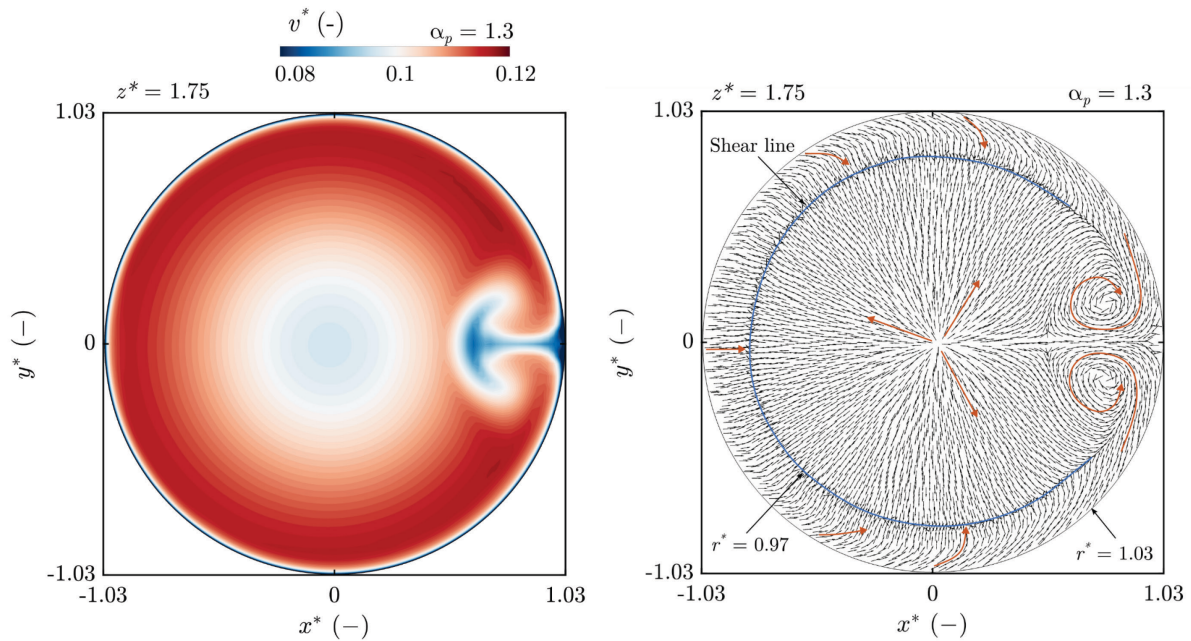 v* (-)
α_p = 1.3
0.08 0.1 0.12
z* = 1.75
1.03
0
-1.03
y* (−)
-1.03 0 1.03
x* (−)
z* = 1.75 α_p = 1.3
1.03
Shear line
0
y* (−)
r* = 0.97
r* = 1.03
-1.03
-1.03 0 1.03
x* (−)